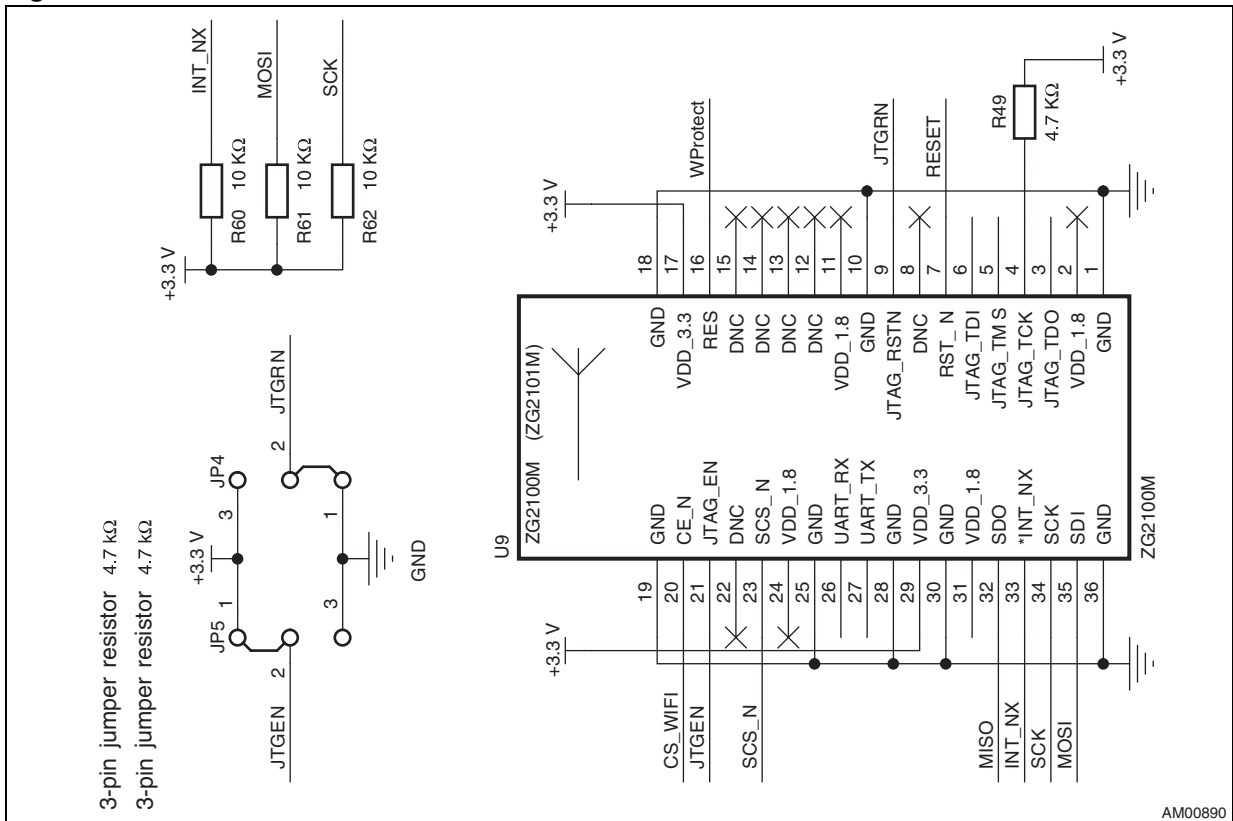 INT_NX
MOSI
SCK
10 KΩ
10 KΩ
10 KΩ
R60
R61
R62
+3.3 V
3-pin jumper resistor 4.7 kΩ
3-pin jumper resistor 4.7 kΩ
JTGRN
2
JP4
3
1
+3.3 V
GND
1
3
JP5
2
JTGEN
+3.3 V
WProtect
JTGRN
RESET
R49
4.7 KΩ
+3.3 V
18
17
16
15
14
13
12
11
10
9
8
7
6
5
4
3
2
1
GND
VDD_3.3
RES
DNC
DNC
DNC
DNC
VDD_1.8
GND
JTAG_RSTN
DNC
RST_N
JTAG_TDI
JTAG_TM S
JTAG_TCK
JTAG_TDO
VDD_1.8
GND
U9
ZG2100M (ZG2101M)
GND
CE_N
JTAG_EN
DNC
SCS_N
VDD_1.8
GND
UART_RX
UART_TX
GND
VDD_3.3
GND
VDD_1.8
SDO
*INT_NX
SCK
SDI
GND
ZG2100M
19
20
21
22
23
24
25
26
27
28
29
30
31
32
33
34
35
36
+3.3 V
CS_WIFI
JTGEN
SCS_N
MISO
INT_NX
SCK
MOSI
AM00890